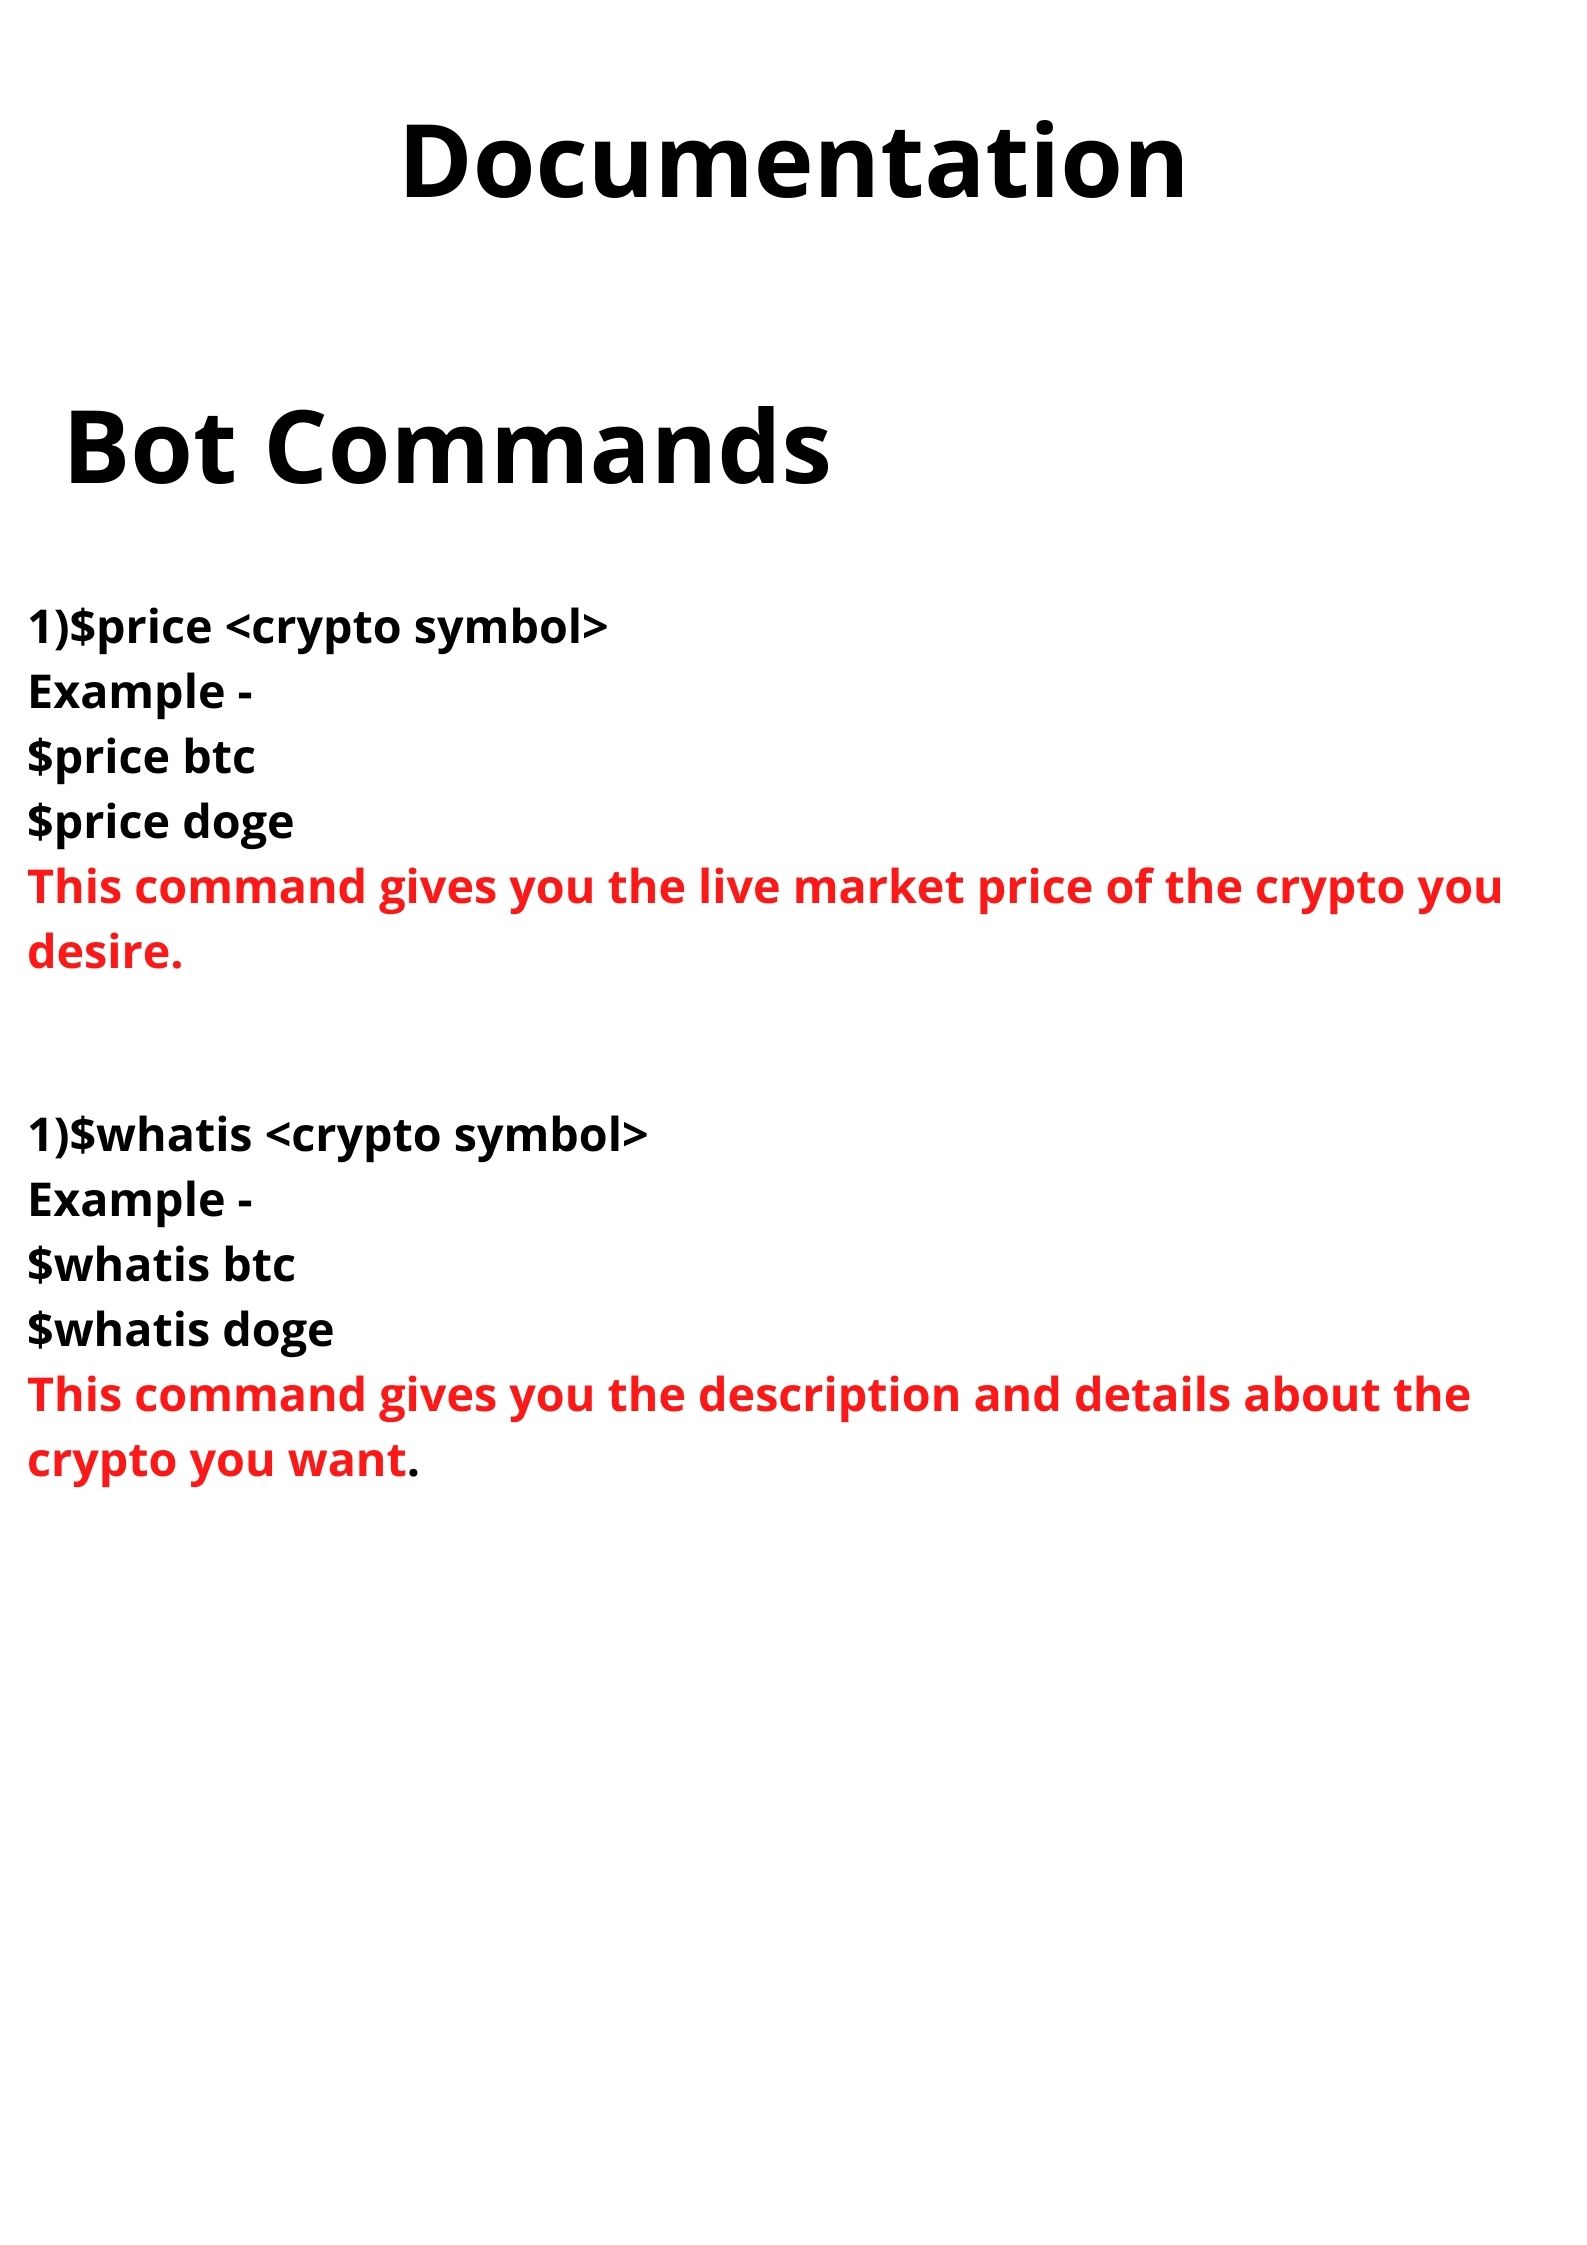 Documentation
Bot Commands
1)$price <crypto symbol>
Example -
$price btc
$price doge
This command gives you the live market price of the crypto you
desire.
1)$whatis <crypto symbol>
Example -
$whatis btc
$whatis doge
This command gives you the description and details about the
crypto you want.